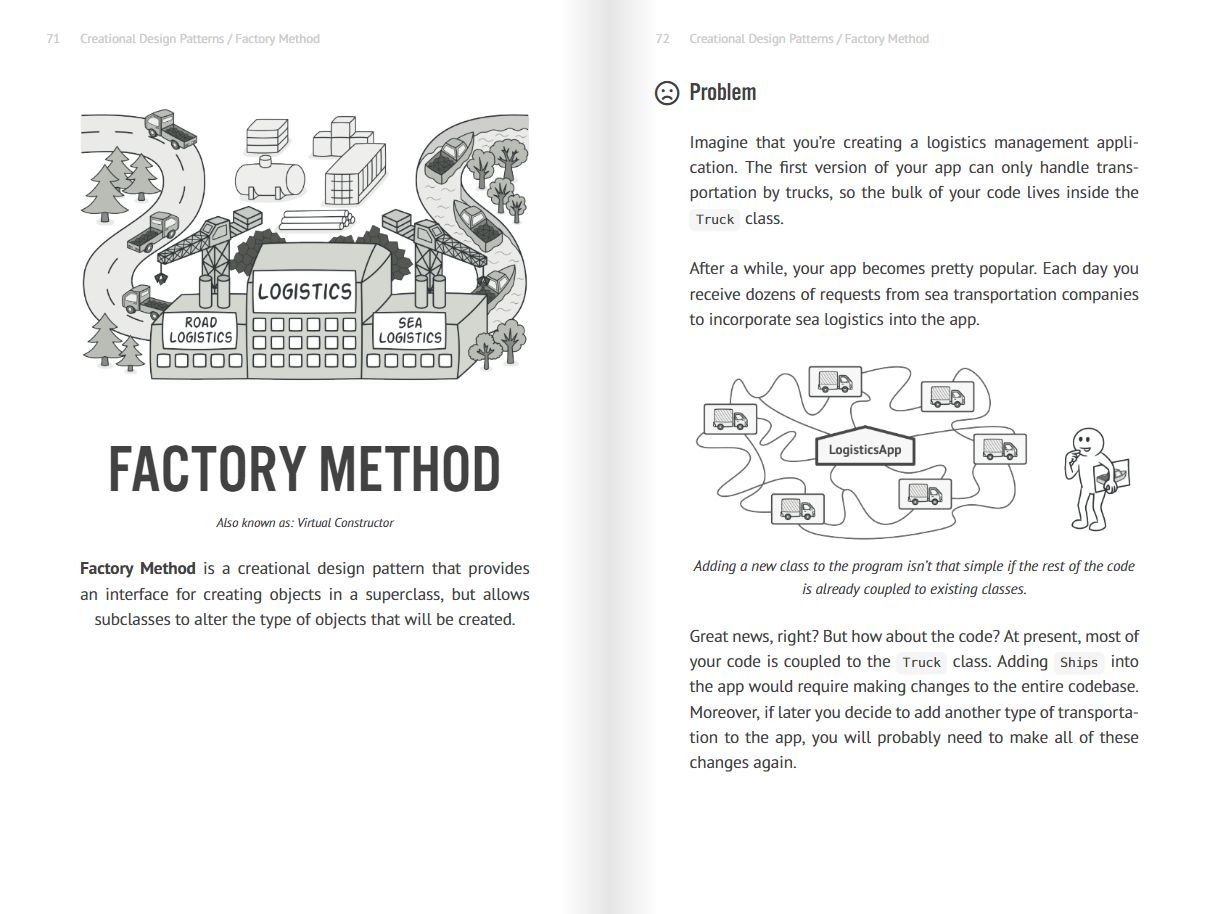 71 Creational Design Patterns / Factory Method
LOGISTICS
ROAD
LOGISTICS
SEA
LOGISTICS
FACTORY METHOD
Also known as: Virtual Constructor
Factory Method is a creational design pattern that provides
an interface for creating objects in a superclass, but allows
subclasses to alter the type of objects that will be created.
72 Creational Design Patterns / Factory Method
Problem
Imagine that you’re creating a logistics management appli-
cation. The first version of your app can only handle trans-
portation by trucks, so the bulk of your code lives inside the
Truck class.
After a while, your app becomes pretty popular. Each day you
receive dozens of requests from sea transportation companies
to incorporate sea logistics into the app.
LogisticsApp
Adding a new class to the program isn’t that simple if the rest of the code
is already coupled to existing classes.
Great news, right? But how about the code? At present, most of
your code is coupled to the Truck class. Adding Ships into
the app would require making changes to the entire codebase.
Moreover, if later you decide to add another type of transporta-
tion to the app, you will probably need to make all of these
changes again.